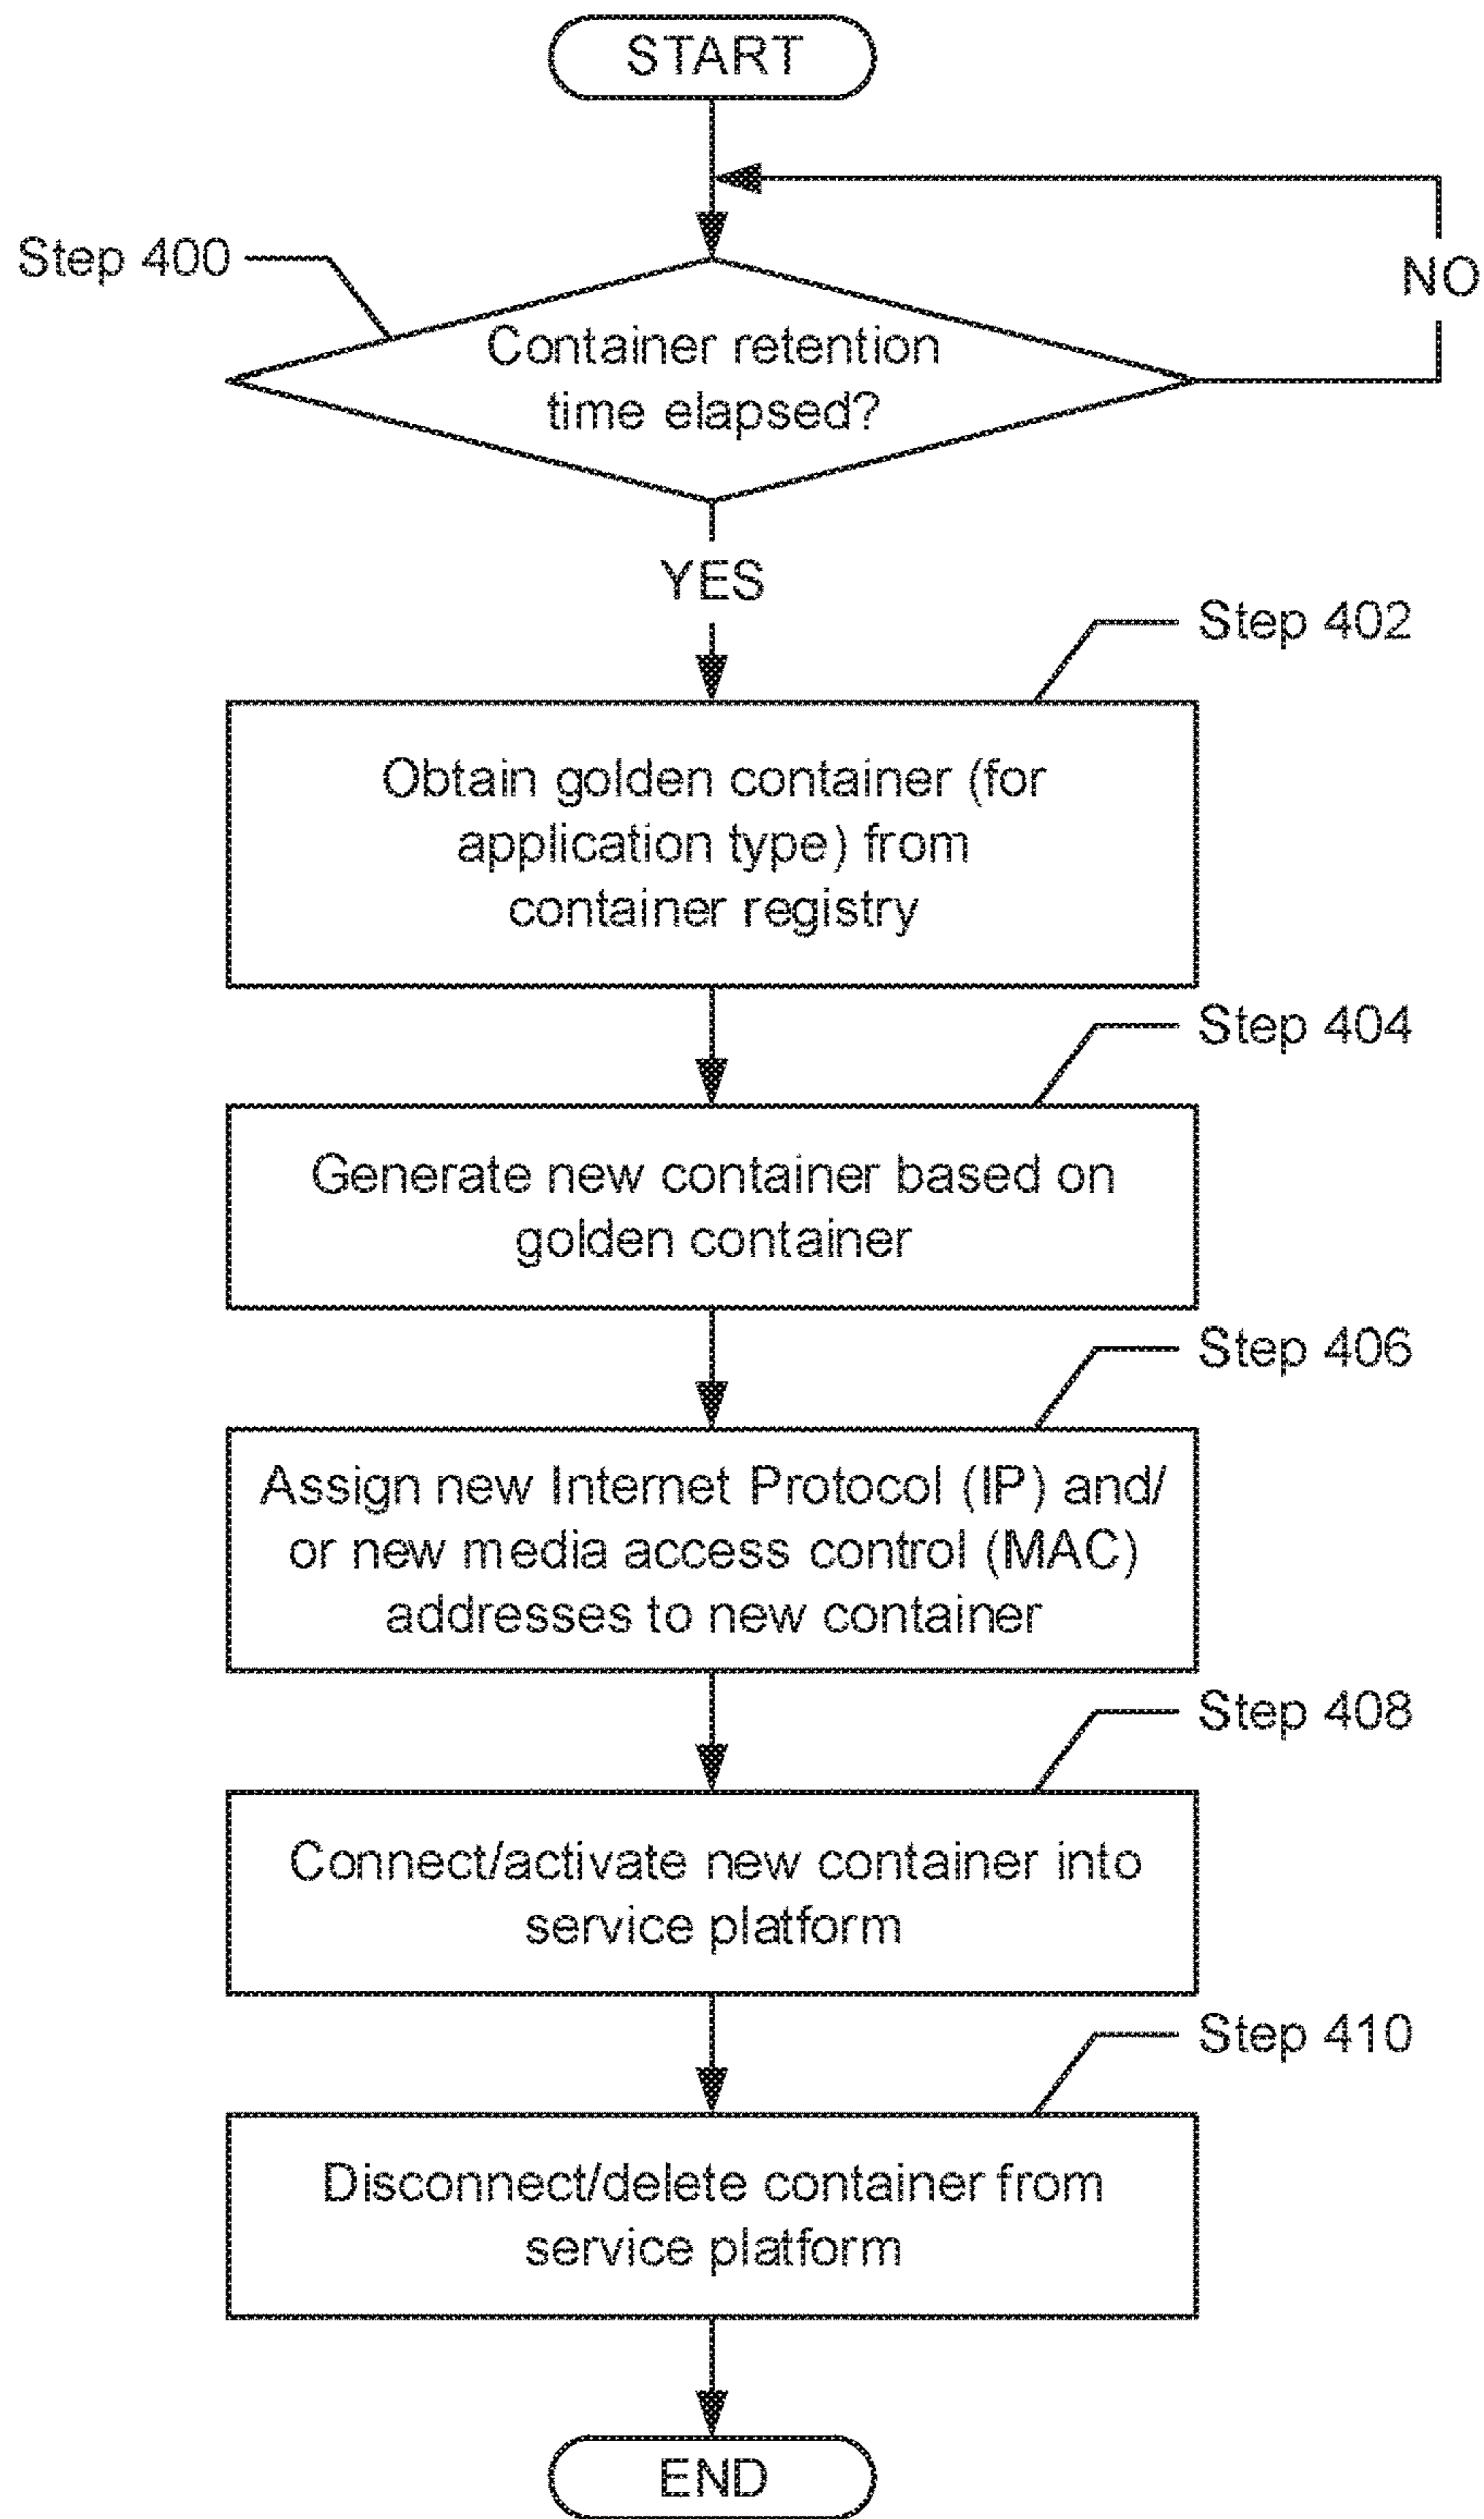 START
Step 400
NO
Container retention
time elapsed?
YES
Step 402
Obtain golden container (for
application type) from
container registry
Step 404
Generate new container based on
golden container
Step 406
Assign new Internet Protocol (IP) and/
or new media access control (MAC)
addresses to new container
Step 408
Connect/activate new container into
service platform
Step 410
Disconnect/delete container from
service platform
END